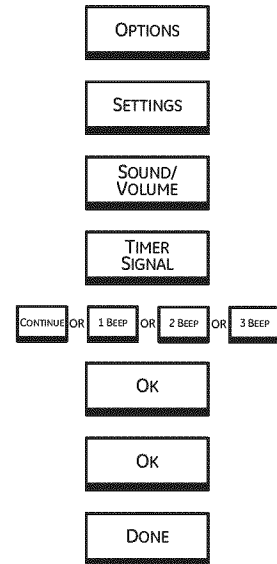 OPTIONS
SETTINGS
SOUND/
VOLUME
TIMER
SIGNAL
CONTINUE OR 1 BEEP OR 2 BEEP OR 3 BEEP
OK
OK
DONE